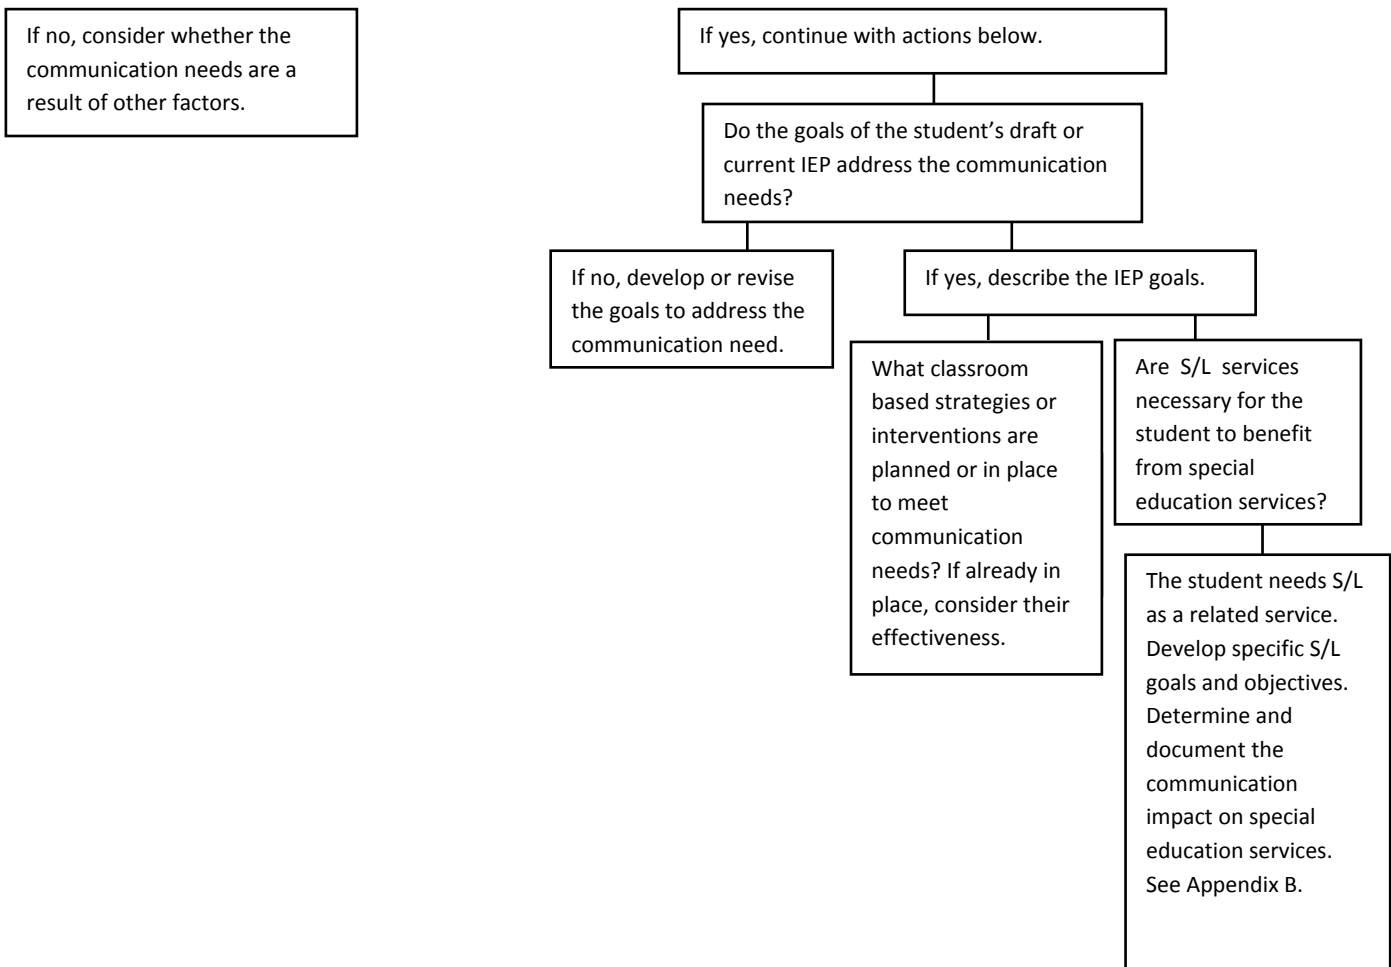 If no, consider whether the
communication needs are a
result of other factors.
If yes, continue with actions below.
Do the goals of the student’s draft or
current IEP address the communication
needs?
If no, develop or revise
the goals to address the
communication need.
If yes, describe the IEP goals.
What classroom
based strategies or
interventions are
planned or in place
to meet
communication
needs? If already in
place, consider their
effectiveness.
Are S/L services
necessary for the
student to benefit
from special
education services?
The student needs S/L
as a related service.
Develop specific S/L
goals and objectives.
Determine and
document the
communication
impact on special
education services.
See Appendix B.